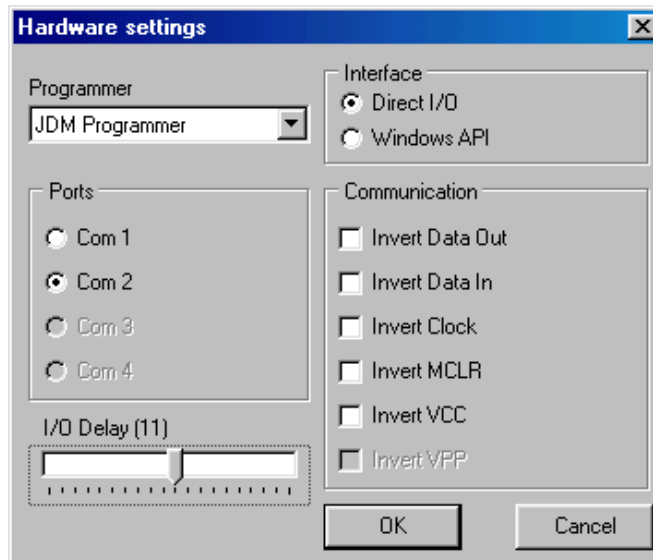 Hardware settings
Programmer
JDM Programmer
Interface
Direct I/O
Windows API
Ports
Com 1
Com 2
Com 3
Com 4
Communication
Invert Data Out
Invert Data In
Invert Clock
Invert MCLR
Invert VCC
Invert VPP
I/O Delay (11)
OK
Cancel